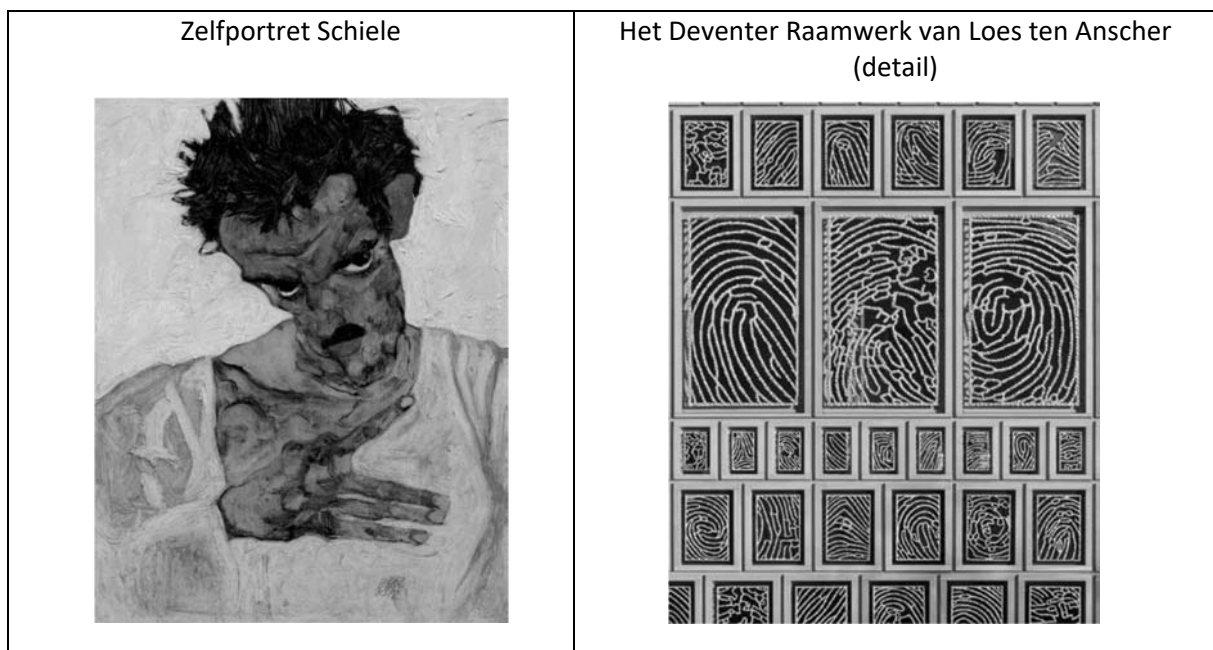 Zelfportret Schiele
Het Deventer Raamwerk van Loes ten Anscher
(detail)